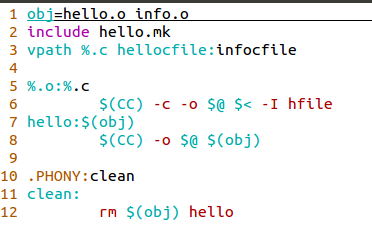 1 obj=hello.o info.o
2 include hello.mk
3 vpath %.c hellocfile:infocfile
4
5 %.o:%.c
6         $(CC) -c -o $@ $< -I hfile
7 hello:$(obj)
8         $(CC) -o $@ $(obj)
9
10 .PHONY:clean
11 clean:
12         rm $(obj) hello